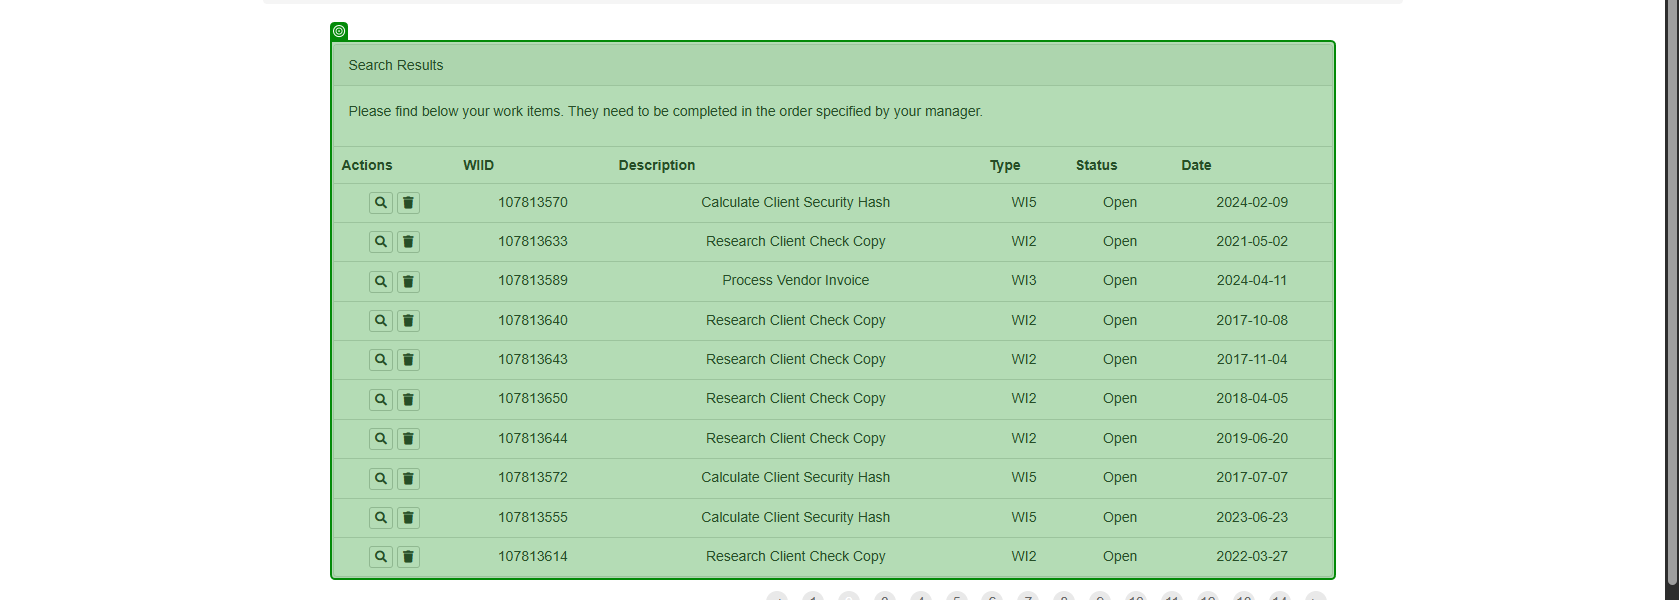 Search Results
Please find below your work items. They need to be completed in the order specified by your manager.
Actions WIID Description Type Status Date
107813570 Calculate Client Security Hash WI5 Open 2024-02-09
107813633 Research Client Check Copy WI2 Open 2021-05-02
107813589 Process Vendor Invoice WI3 Open 2024-04-11
107813640 Research Client Check Copy WI2 Open 2017-10-08
107813643 Research Client Check Copy WI2 Open 2017-11-04
107813650 Research Client Check Copy WI2 Open 2018-04-05
107813644 Research Client Check Copy WI2 Open 2019-06-20
107813572 Calculate Client Security Hash WI5 Open 2017-07-07
107813555 Calculate Client Security Hash WI5 Open 2023-06-23
107813614 Research Client Check Copy WI2 Open 2022-03-27